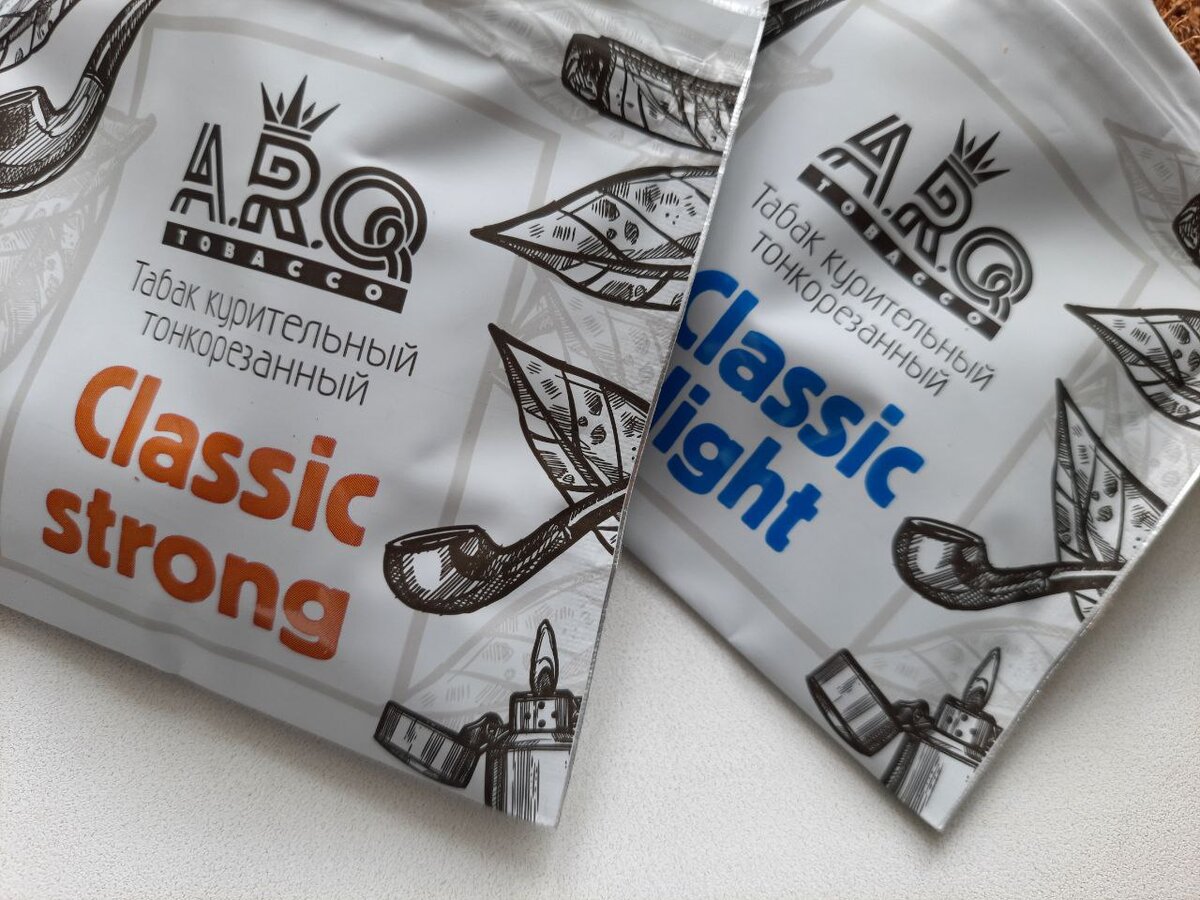 A.R.Q
TOBACCO
Табак курительный
тонкорезанный
Classic
strong
A.R.Q
TOBACCO
Табак курительный
тонкорезанный
Classic
light